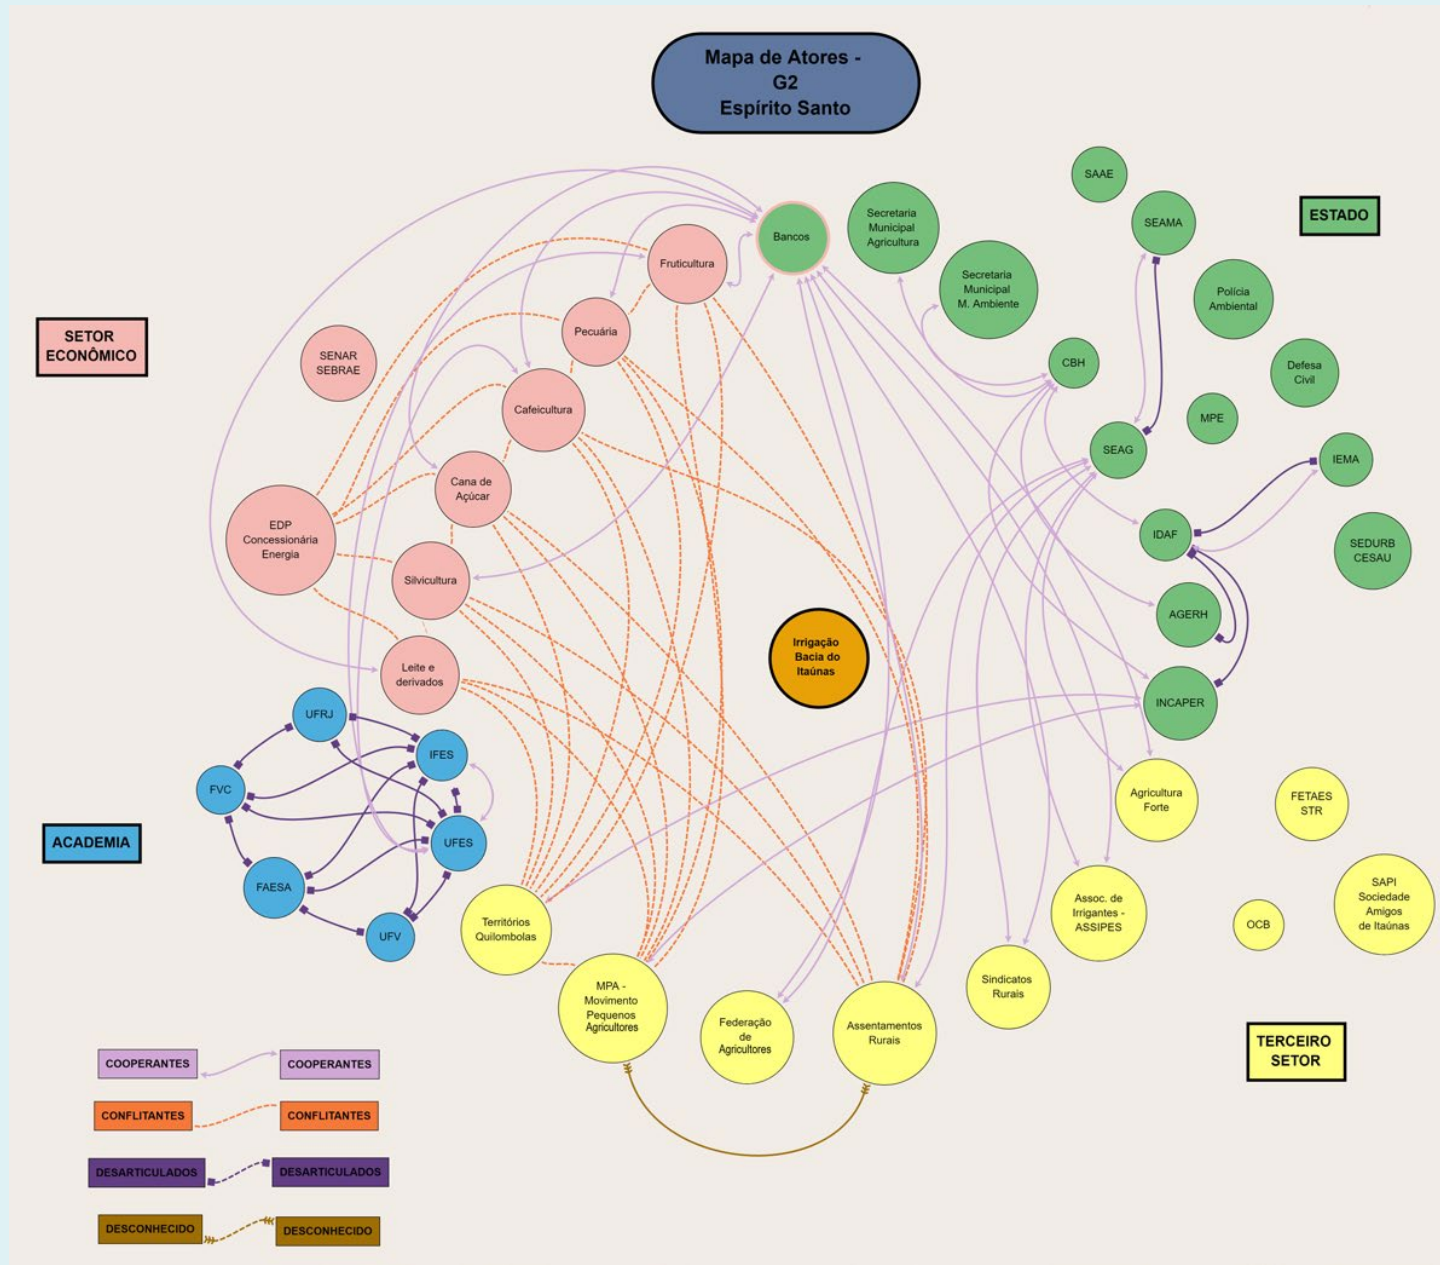 Mapa de Atores -
G2
Espírito Santo
SAAE
SEAMA
ESTADO
Secretaria
Municipal
Agricultura
Bancos
Fruticultura
Secretaria
Municipal
M. Ambiente
Polícia
Ambiental
SETOR
ECONÔMICO
SENAR
SEBRAE
Pecuária
CBH
Defesa
Civil
MPE
Cafeicultura
SEAG
IEMA
Cana de
Açúcar
EDP
Concessionária
Energia
IDAF
SEDURB
CESAU
Silvicultura
AGERH
Irrigação
Bacia do
Itaúnas
Leite e
derivados
INCAPER
UFRJ
IFES
FVC
UFES
ACADEMIA
FAESA
UFV
Agricultura
Forte
FETAES
STR
Territórios
Quilombolas
Assoc. de
Irrigantes -
ASSIPES
OCB
SAPI
Sociedade
Amigos
de Itaúnas
MPA -
Movimento
Pequenos
Agricultores
Federação
de
Agricultores
Assentamentos
Rurais
Sindicatos
Rurais
TERCEIRO
SETOR
COOPERANTES
COOPERANTES
CONFLITANTES
CONFLITANTES
DESARTICULADOS
DESARTICULADOS
DESCONHECIDO
DESCONHECIDO